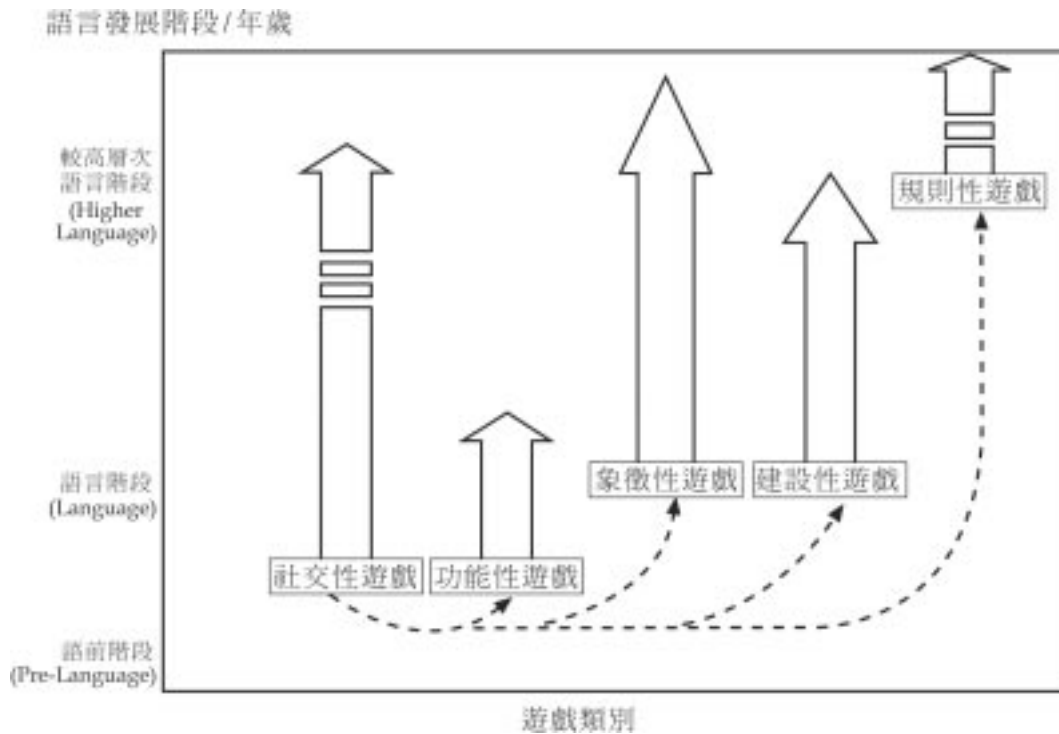 語言發展階段/年歲
較高層次
語言階段
(Higher
Language)
規則性遊戲
語言階段
(Language)
象徵性遊戲
建設性遊戲
社交性遊戲
功能性遊戲
語前階段
(Pre-Language)
遊戲類別